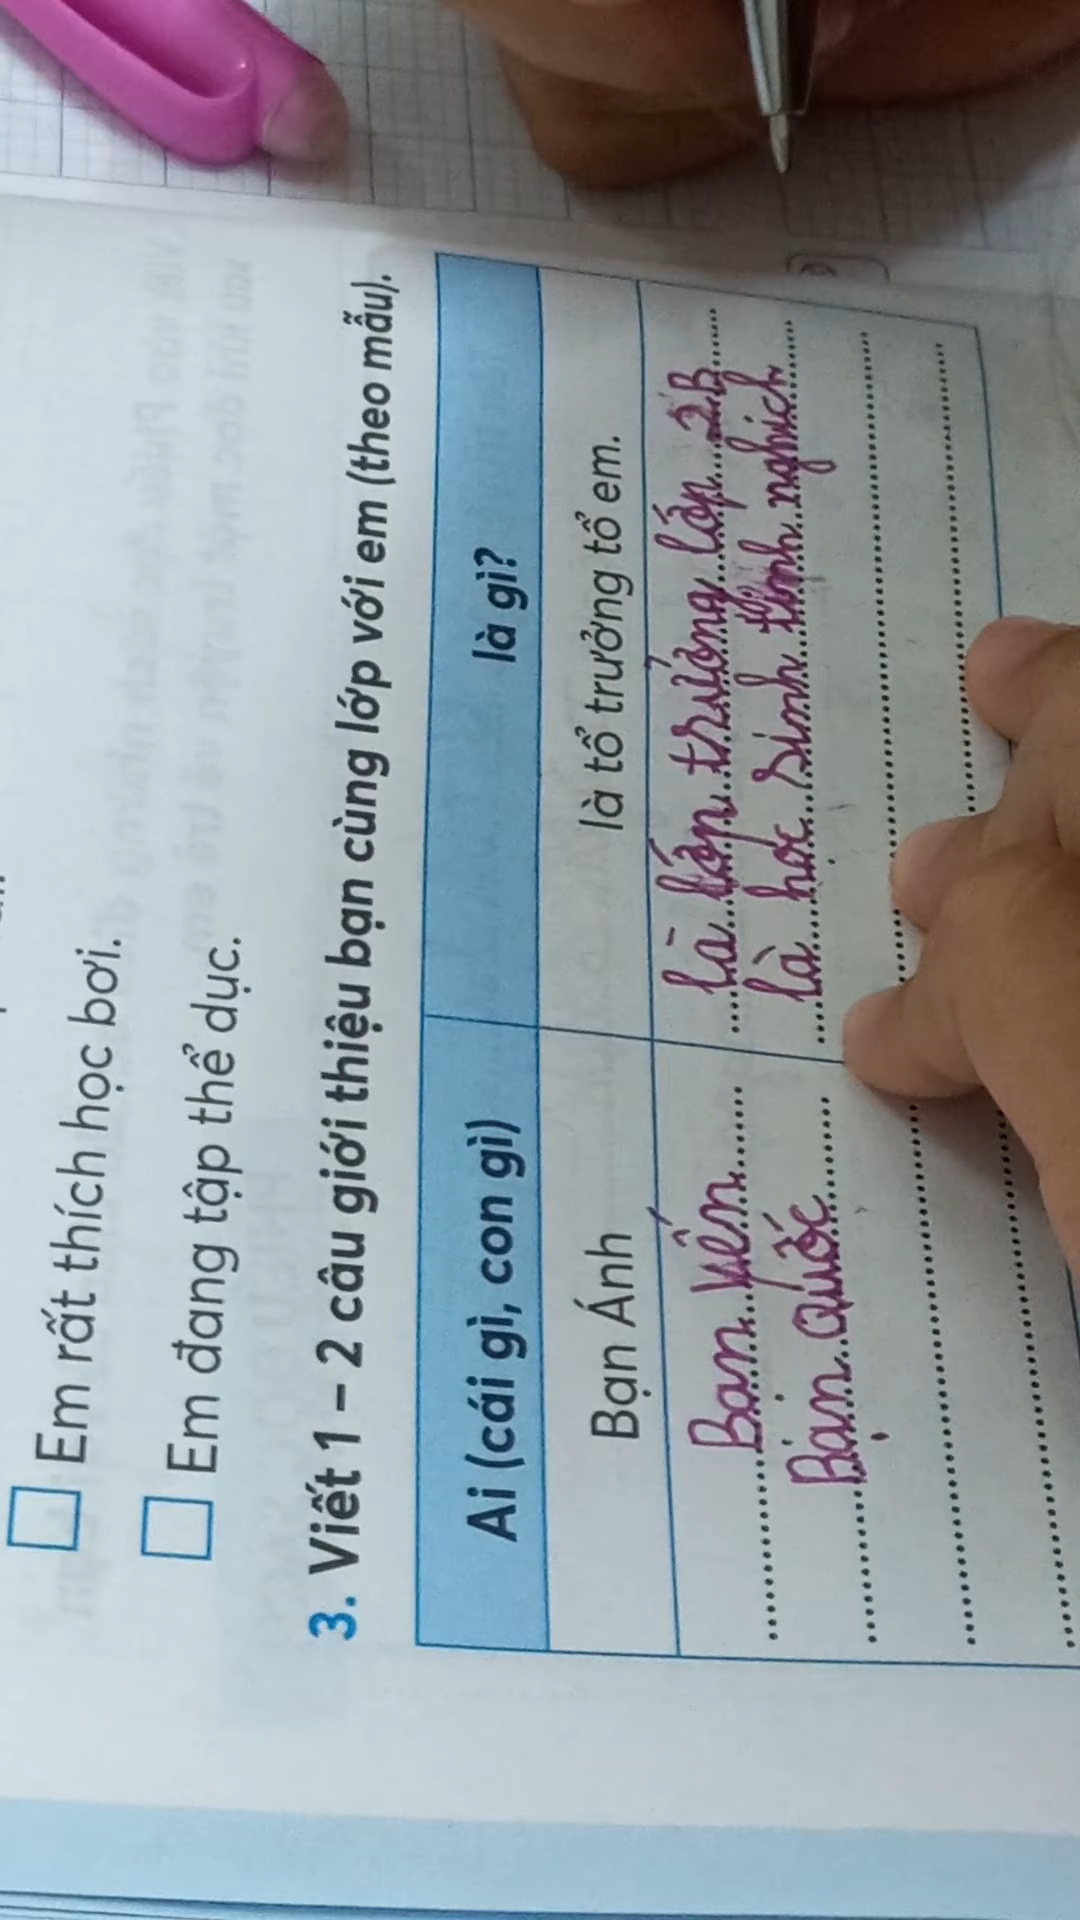 Em rất thích học bơi.
Em đang tập thể dục.
3. Viết 1 – 2 câu giới thiệu bạn cùng lớp với em (theo mẫu).
Ai (cái gì, con gì) là gì?
Bạn Ánh là tổ trưởng tổ em.
Bạn Yến là lớp trưởng lớp 2B
Bạn Quốc là học sinh tinh nghịch